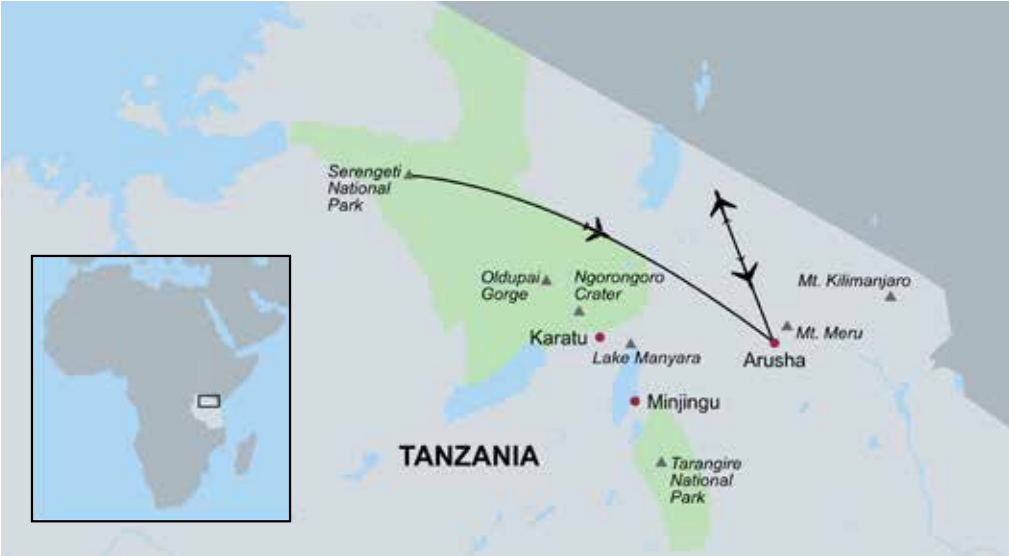 Serengeti
National
Park
Oldupai
Gorge
Ngorongoro
Crater
Mt. Kilimanjaro
Karatu
Lake Manyara
Mt. Meru
Arusha
Minjingu
TANZANIA
Tarangire
National
Park